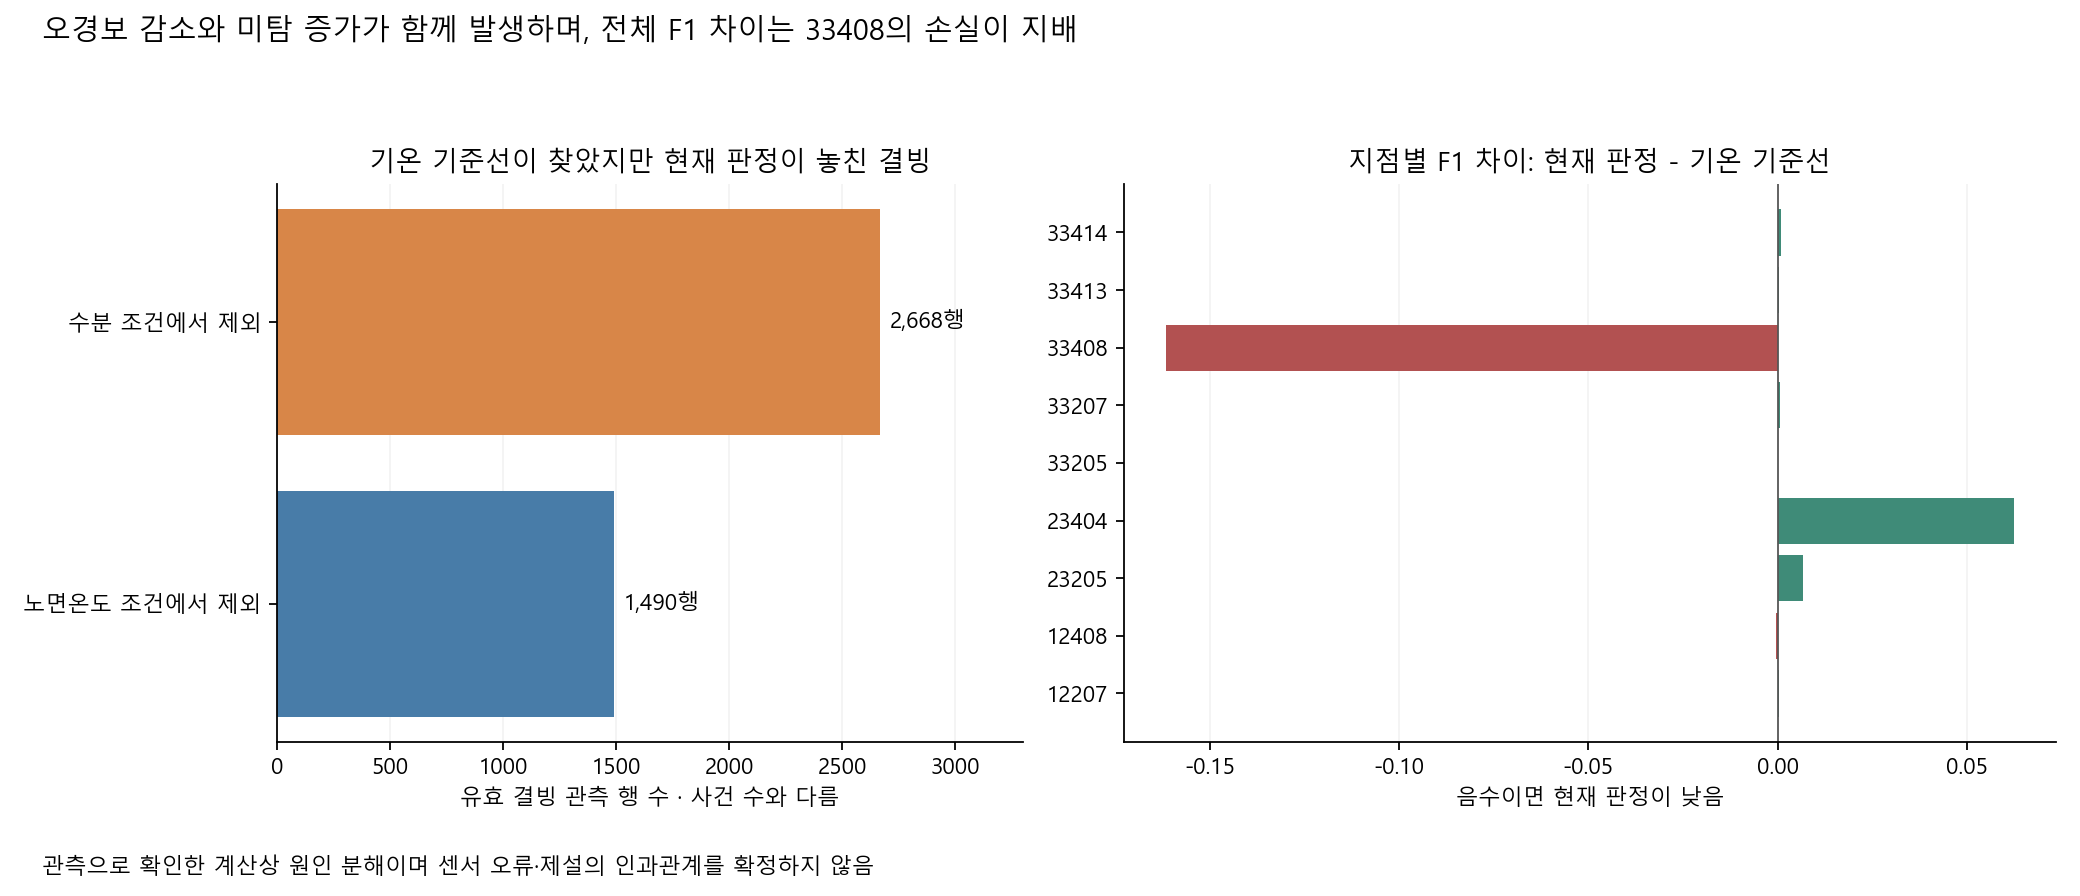 오경보 감소와 미탐 증가가 함께 발생하며, 전체 F1 차이는 33408의 손실이 지배
기온 기준선이 찾았지만 현재 판정이 놓친 결빙
수분 조건에서 제외
2,668행
노면온도 조건에서 제외
1,490행
0 500 1000 1500 2000 2500 3000
유효 결빙 관측 행 수 · 사건 수와 다름
지점별 F1 차이: 현재 판정 - 기온 기준선
33414
33413
33408
33207
33205
23404
23205
12408
12207
-0.15 -0.10 -0.05 0.00 0.05
음수이면 현재 판정이 낮음
관측으로 확인한 계산상 원인 분해이며 센서 오류·제설의 인과관계를 확정하지 않음